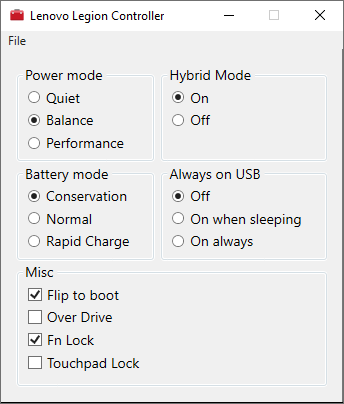 Lenovo Legion Controller
File
Power mode
Quiet
Balance
Performance
Hybrid Mode
On
Off
Battery mode
Conservation
Normal
Rapid Charge
Always on USB
Off
On when sleeping
On always
Misc
Flip to boot
Over Drive
Fn Lock
Touchpad Lock